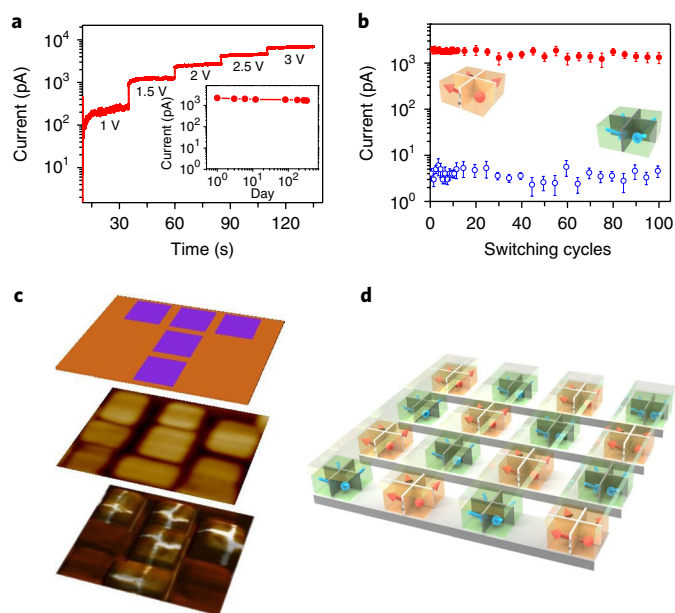 a
10⁴
10³
10²
10¹
Current (pA)
1 V
1.5 V
2 V
2.5 V
3 V
10³
10²
10¹
10⁰
Current (pA)
10⁰
10¹
10²
Day
30
60
90
120
Time (s)
b
10⁴
10³
10²
10¹
10⁰
Current (pA)
0
20
40
60
80
100
Switching cycles
c
d